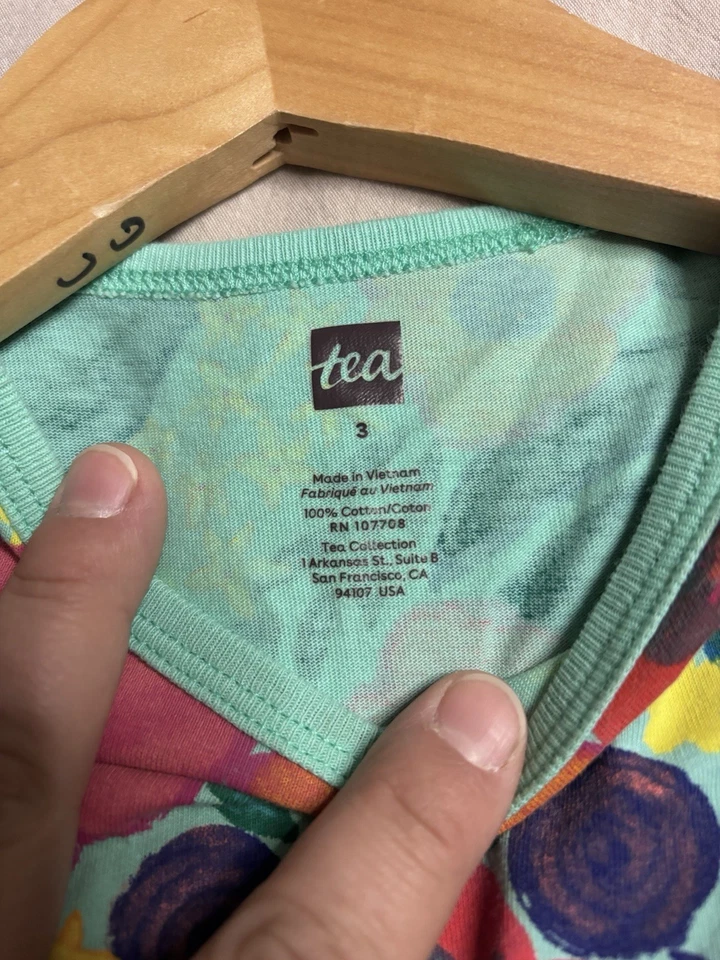 tea
3
Made in Vietnam
Fabriqué au Vietnam
100% Cotton/Coton
RN 107708
Tea Collection
1 Arkansas St., Suite B
San Francisco, CA
94107 USA